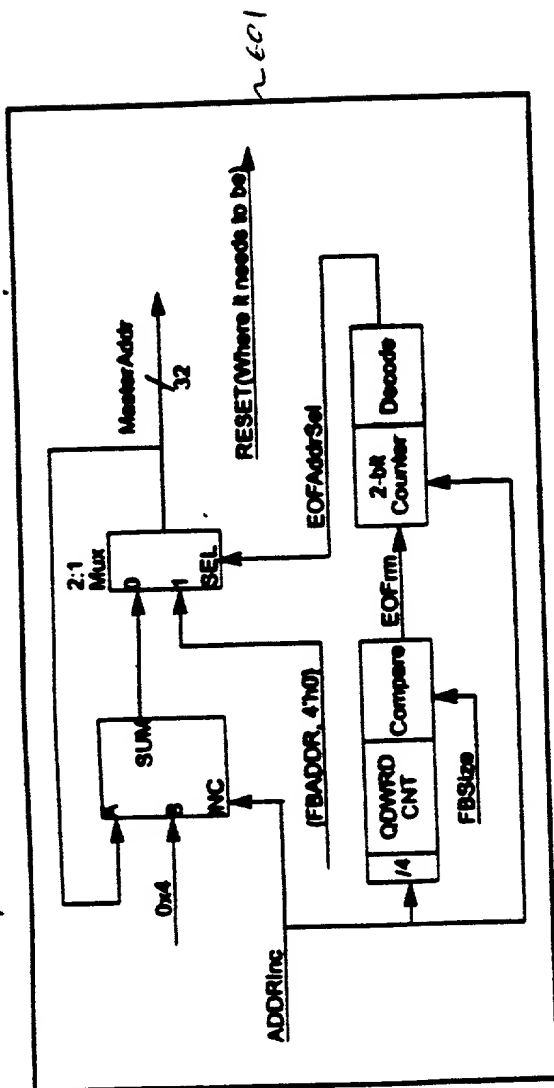 601
MasterAddr
32
RESET(Where it needs to be)
2:1
Mux
0
1
SEL
EOFAddrSel
SUM
A
B
INC
0x4
{FBADDR, 4'h0}
ADDRInc
/4
QDWRD
CNT
Compare
EOFrm
2-bit
Counter
Decode
FBSize